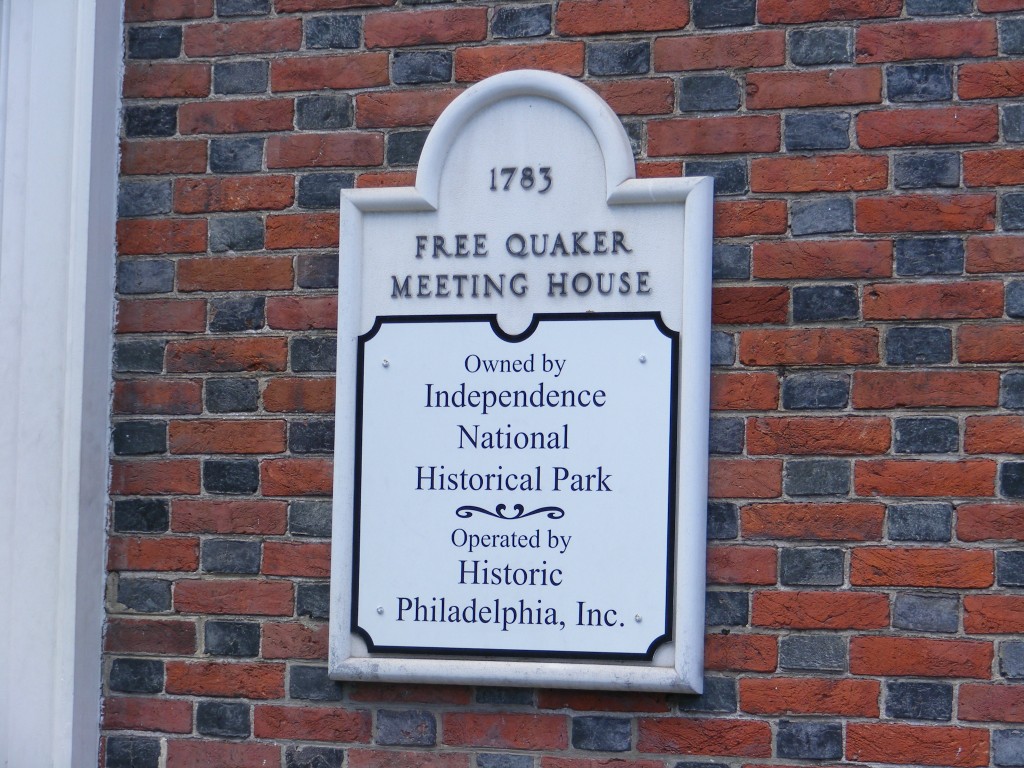 1783
FREE QUAKER
MEETING HOUSE
Owned by
Independence
National
Historical Park
Operated by
Historic
Philadelphia, Inc.